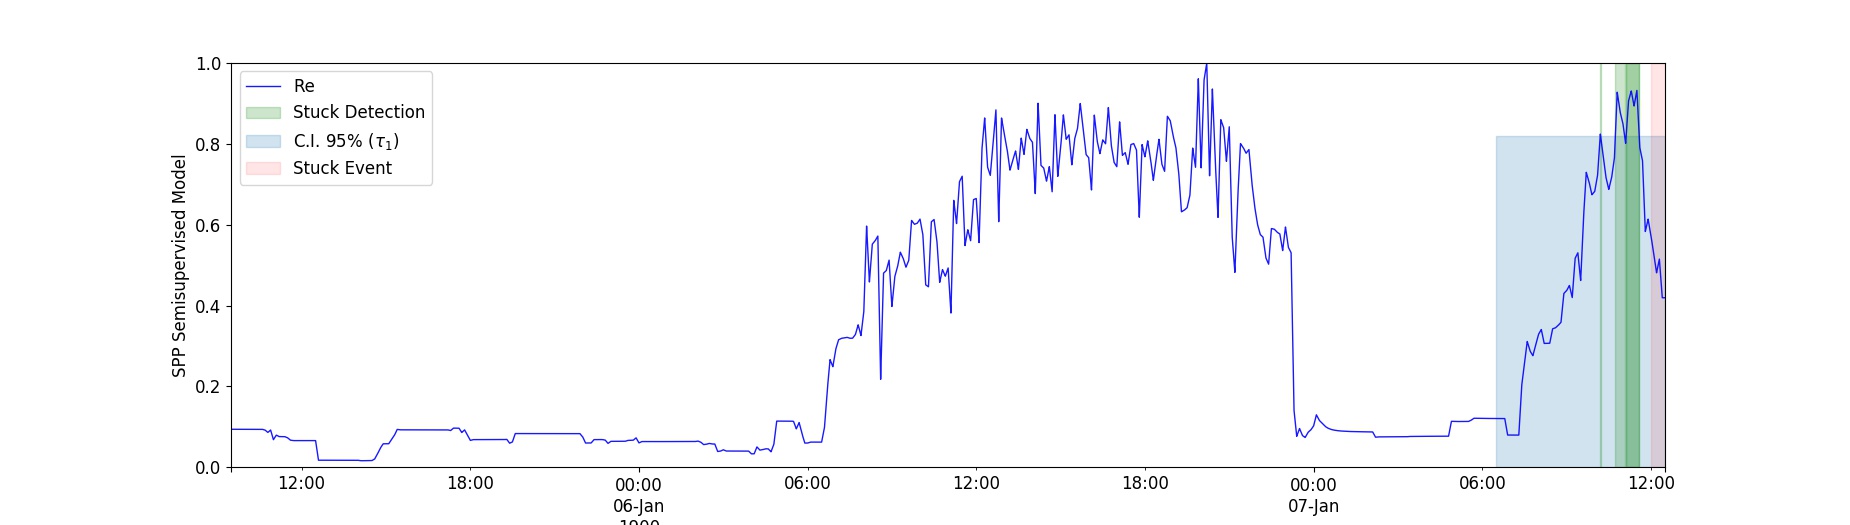 1.0
Re
Stuck Detection
C.I. 95% (τ₁)
Stuck Event
0.8
0.6
0.4
0.2
0.0
SPP Semisupervised Model
12:00 18:00 00:00 06:00 12:00 18:00 00:00 06:00 12:00
06-Jan 07-Jan
1900